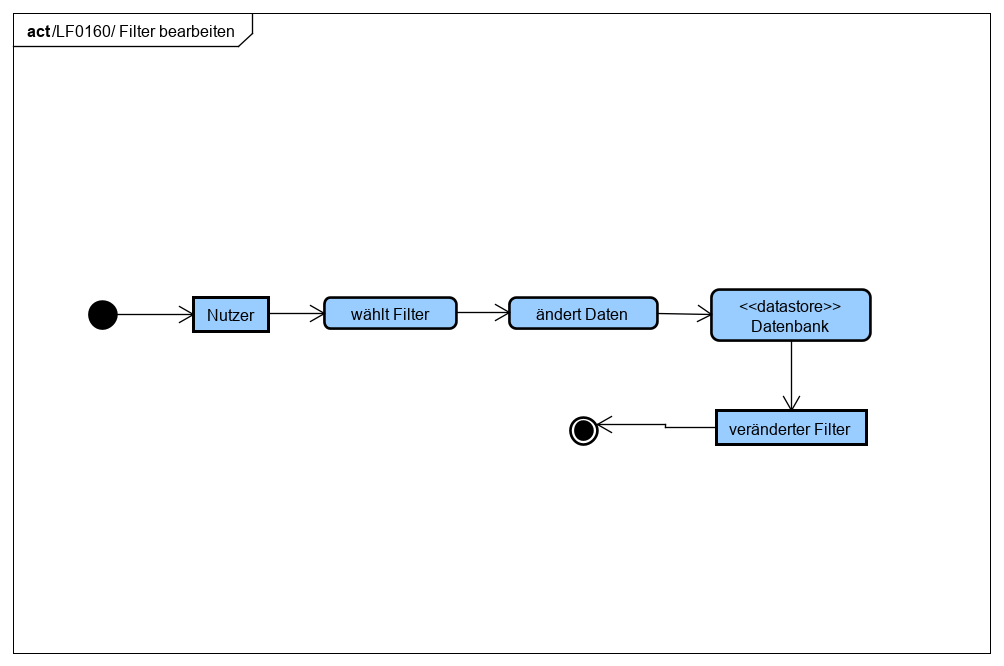 act /LF0160/ Filter bearbeiten
Nutzer
wählt Filter
ändert Daten
<<datastore>>
Datenbank
veränderter Filter